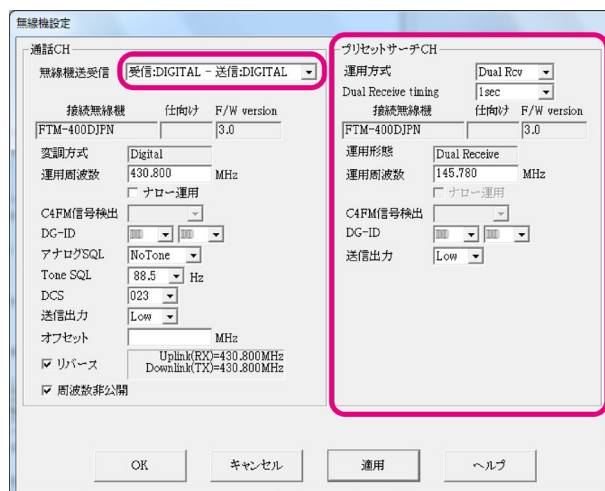 無線機設定
通話CH
無線機送受信 受信:DIGITAL - 送信:DIGITAL
接続無線機 仕向け F/W version
FTM-400DJPN 3.0
変調方式 Digital
運用周波数 430.800 MHz
ナロー運用
C4FM信号検出
DG-ID
アナログSQL NoTone
Tone SQL 88.5 Hz
DCS 023
送信出力 Low
オフセット MHz
リバース Uplink(RX)=430.800MHz
Downlink(TX)=430.800MHz
周波数非公開
プリセットサーチCH
運用方式 Dual Rcv
Dual Receive timing 1sec
接続無線機 仕向け F/W version
FTM-400DJPN 3.0
運用形態 Dual Receive
運用周波数 145.780 MHz
ナロー運用
C4FM信号検出
DG-ID
送信出力 Low
OK キャンセル 適用 ヘルプ